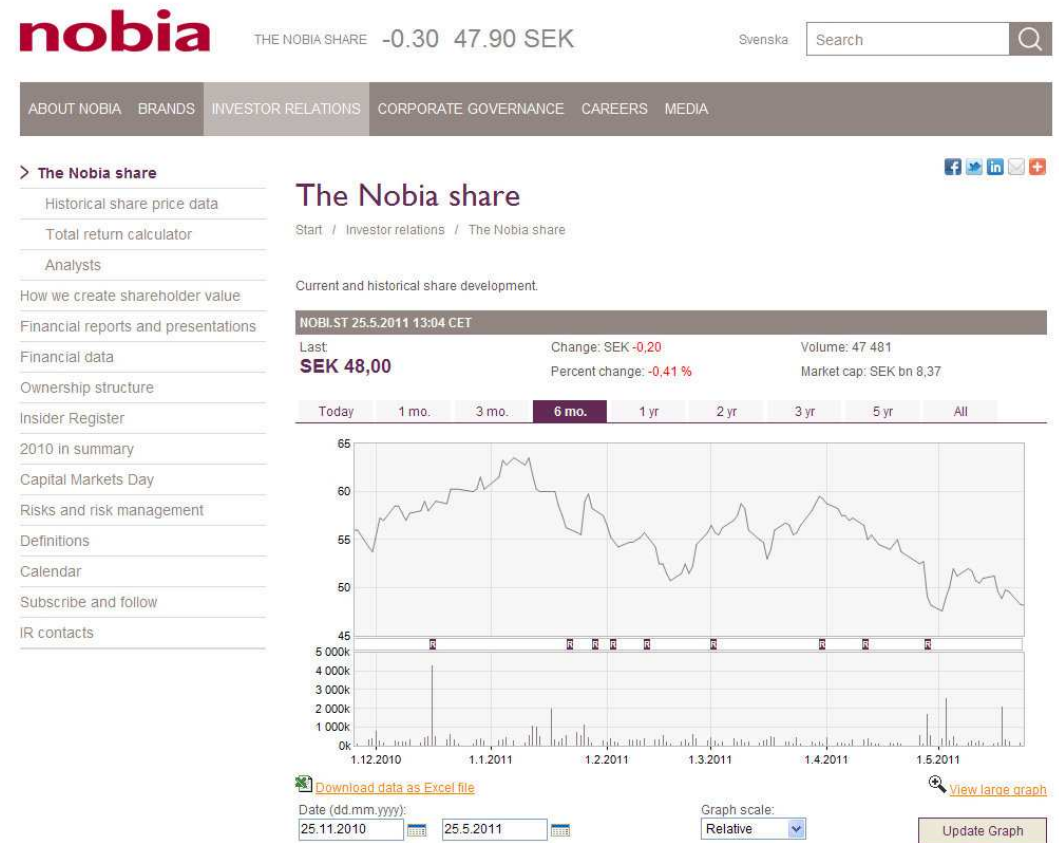 nobia
THE NOBIA SHARE -0.30 47.90 SEK
Svenska
Search
ABOUT NOBIA BRANDS INVESTOR RELATIONS CORPORATE GOVERNANCE CAREERS MEDIA
The Nobia share
Historical share price data
Total return calculator
Analysts
How we create shareholder value
Financial reports and presentations
Financial data
Ownership structure
Insider Register
2010 in summary
Capital Markets Day
Risks and risk management
Definitions
Calendar
Subscribe and follow
IR contacts
The Nobia share
Start / Investor relations / The Nobia share
Current and historical share development.
NOBI.ST 25.5.2011 13:04 CET
Last:
SEK 48,00
Change: SEK -0,20
Percent change: -0,41 %
Volume: 47 481
Market cap: SEK bn 8,37
Today 1 mo. 3 mo. 6 mo. 1 yr 2 yr 3 yr 5 yr All
65
60
55
50
45
R R R R R R R R R
5 000k
4 000k
3 000k
2 000k
1 000k
0k
1.12.2010 1.1.2011 1.2.2011 1.3.2011 1.4.2011 1.5.2011
Download data as Excel file
View large graph
Date (dd.mm.yyyy):
25.11.2010 25.5.2011
Graph scale:
Relative
Update Graph